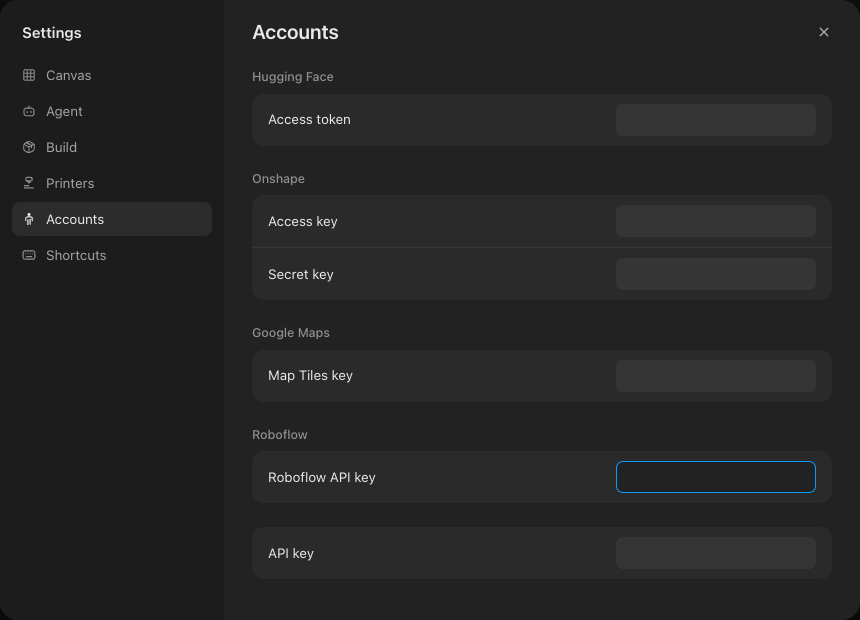 Settings
Canvas
Agent
Build
Printers
Accounts
Shortcuts
Accounts
Hugging Face
Access token
Onshape
Access key
Secret key
Google Maps
Map Tiles key
Roboflow
Roboflow API key
API key